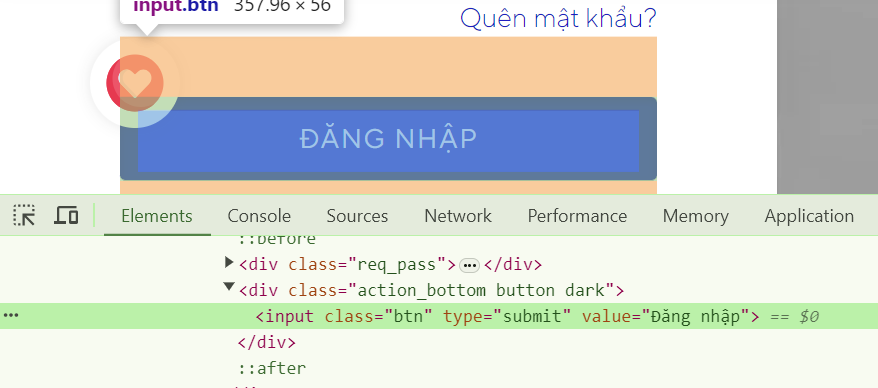 input.btn 357.96 × 56
Quên mật khẩu?
ĐĂNG NHẬP
Elements Console Sources Network Performance Memory Application
::before
<div class="req_pass">…</div>
<div class="action_bottom button dark">
… <input class="btn" type="submit" value="Đăng nhập"> == $0
</div>
::after